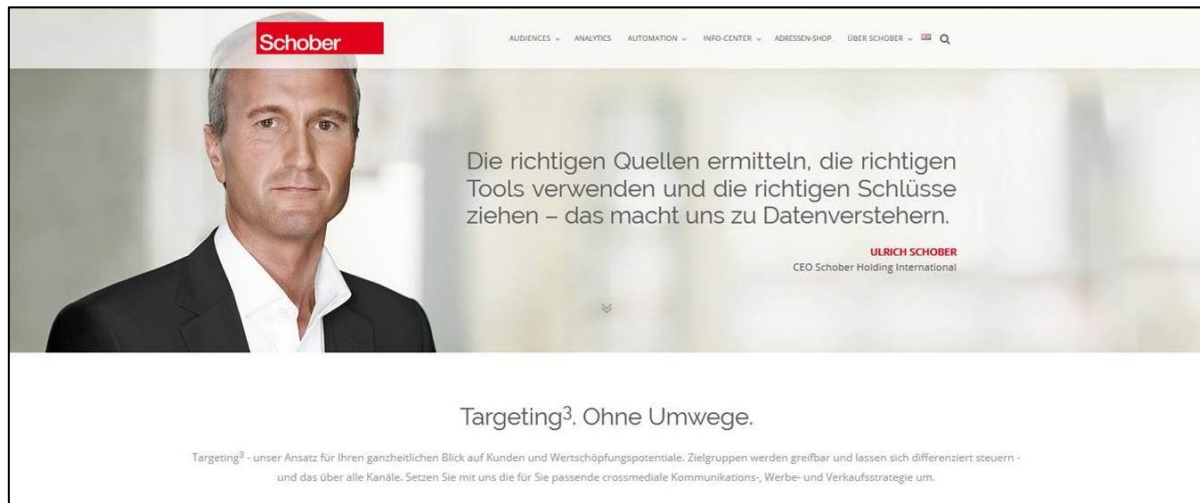 Schober
AUDIENCES
ANALYTICS
AUTOMATION
INFO-CENTER
ADRESSEN-SHOP
ÜBER SCHOBER
Die richtigen Quellen ermitteln, die richtigen
Tools verwenden und die richtigen Schlüsse
ziehen – das macht uns zu Datenverstehern.
ULRICH SCHOBER
CEO Schober Holding International
Targeting³. Ohne Umwege.
Targeting³ - unser Ansatz für Ihren ganzheitlichen Blick auf Kunden und Wertschöpfungspotentiale. Zielgruppen werden greifbar und lassen sich differenziert steuern -
und das über alle Kanäle. Setzen Sie mit uns die für Sie passende crossmediale Kommunikations-, Werbe- und Verkaufsstrategie um.